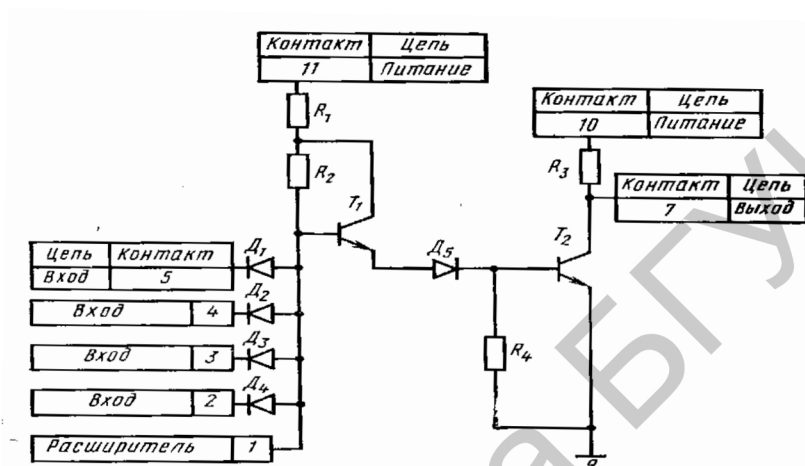 Контакт Цепь
11 Питание
R1
Контакт Цепь
10 Питание
R2
R3
T1
Контакт Цепь
7 Выход
T2
Цепь Контакт
Д1
Д5
Вход 5
Д2
Вход 4
Д3
Вход 3
R4
Д4
Вход 2
Расширитель 1
а БГУ